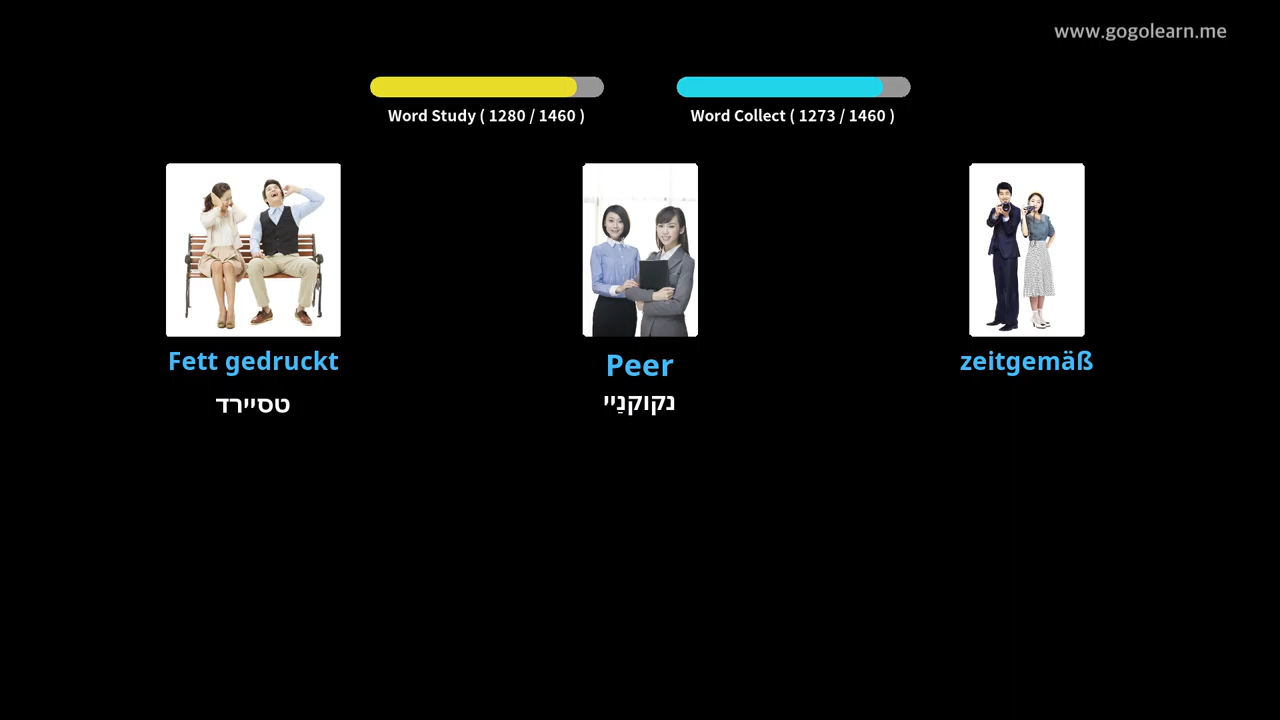 www.gogolearn.me
Word Study ( 1280 / 1460 )
Word Collect ( 1273 / 1460 )
Fett gedruckt
Peer
zeitgemäß
טסיירד
נקוקנַיי